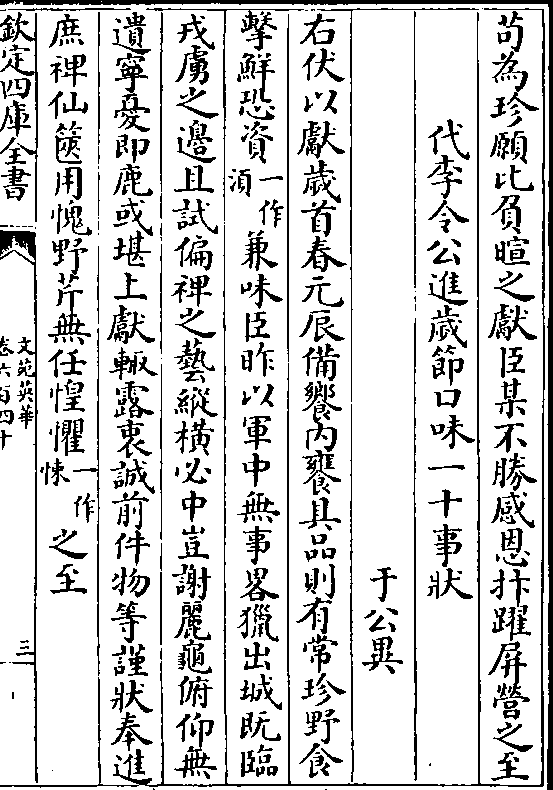 茍為珍願比負暄之獻臣某不勝感恩抃躍屏營之至
代李令公進歲節口味一十事狀
于公異
右伏以獻歲首春元辰備饗内饔具品則有常珍野食
擊鮮恐資一作湏兼味臣昨以軍中無事畧獵出城既臨
戎虜之邊且試偏裨之藝縱横必中豈謝麗龜俯仰無
遺寧憂即鹿或堪上獻輙露衷誠前件物等謹狀奉進
庶裨仙篋用愧野芹無任惶懼一作悚之至
欽定四庫全書
文苑英華
卷六百四十
三